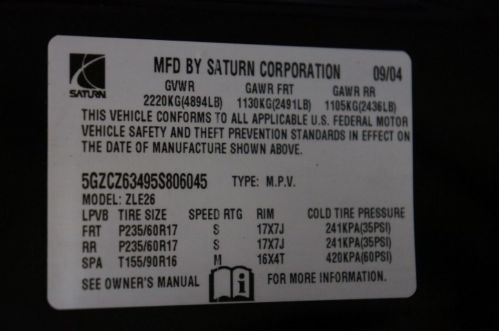 SATURN
MFD BY SATURN CORPORATION 09/04
GVWR GAWR FRT GAWR RR
2220KG(4894LB) 1130KG(2491LB) 1105KG(2436LB)
THIS VEHICLE CONFORMS TO ALL APPLICABLE U.S. FEDERAL MOTOR
VEHICLE SAFETY AND THEFT PREVENTION STANDARDS IN EFFECT ON
THE DATE OF MANUFACTURE SHOWN ABOVE.
5GZCZ63495S806045 TYPE: M.P.V.
MODEL: ZLE26
LPVB TIRE SIZE SPEED RTG RIM COLD TIRE PRESSURE
FRT P235/60R17 S 17X7J 241KPA(35PSI)
RR P235/60R17 S 17X7J 241KPA(35PSI)
SPA T155/90R16 M 16X4T 420KPA(60PSI)
SEE OWNER'S MANUAL FOR MORE INFORMATION.